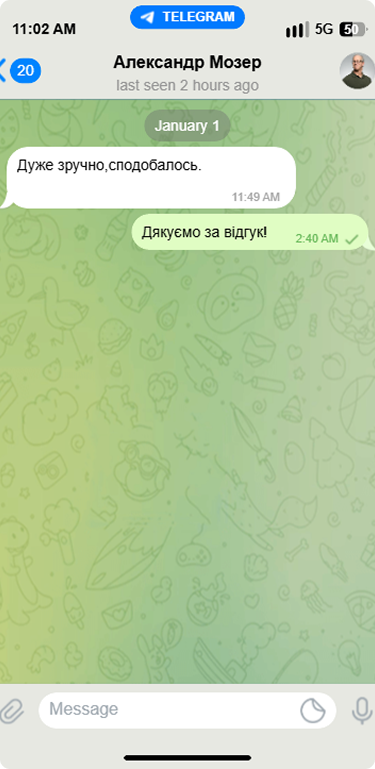 TELEGRAM
11:02 AM
5G
50
20
Александр Мозер
last seen 2 hours ago
January 1
Дуже зручно,сподобалось.
11:49 AM
Дякуємо за відгук!
2:40 AM
Message